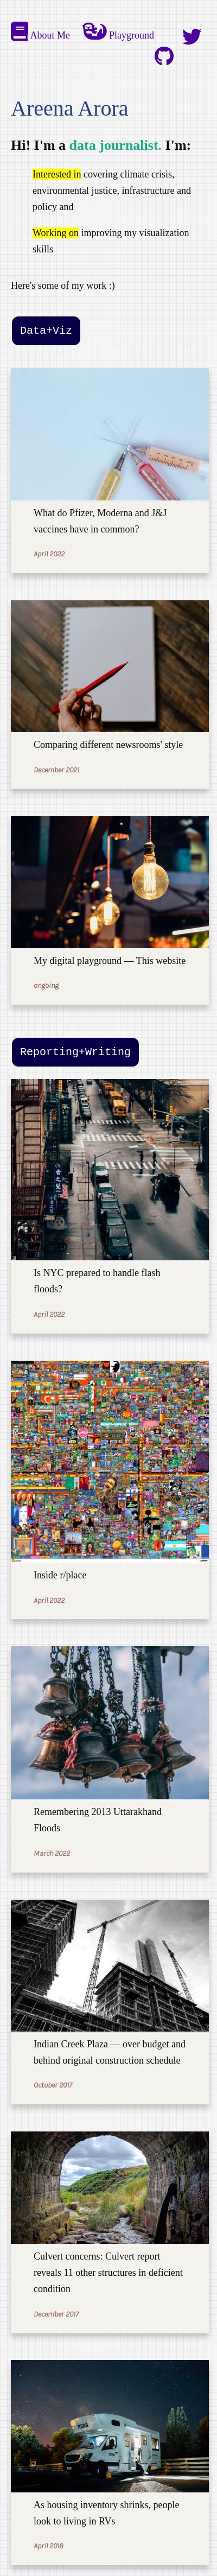 About Me
Playground
Areena Arora
Hi! I'm a data journalist. I'm:
Interested in covering climate crisis,
environmental justice, infrastructure and
policy and
Working on improving my visualization
skills
Here's some of my work :)
Data+Viz
What do Pfizer, Moderna and J&J
vaccines have in common?
April 2022
Comparing different newsrooms' style
December 2021
My digital playground — This website
ongoing
Reporting+Writing
Is NYC prepared to handle flash
floods?
April 2022
Inside r/place
April 2022
Remembering 2013 Uttarakhand
Floods
March 2022
Indian Creek Plaza — over budget and
behind original construction schedule
October 2017
Culvert concerns: Culvert report
reveals 11 other structures in deficient
condition
December 2017
As housing inventory shrinks, people
look to living in RVs
April 2018